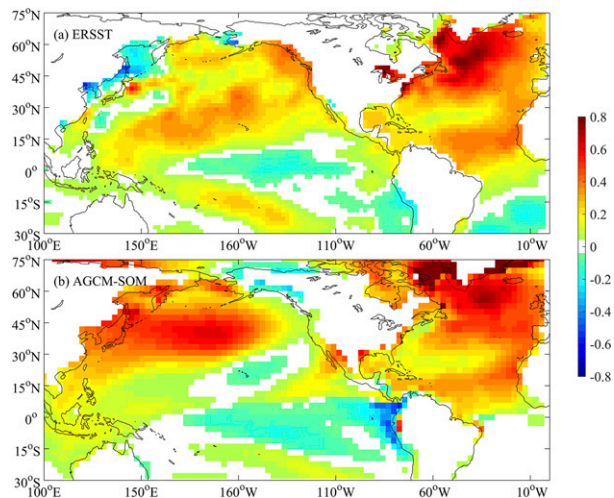 (a) ERSST
75°N
60°N
45°N
30°N
15°N
0°
15°S
30°S
100°E 150°E 160°W 110°W 60°W 10°W
(b) AGCM-SOM
75°N
60°N
45°N
30°N
15°N
0°
15°S
30°S
100°E 150°E 160°W 110°W 60°W 10°W
0.8
0.6
0.4
0.2
0
-0.2
-0.4
-0.6
-0.8